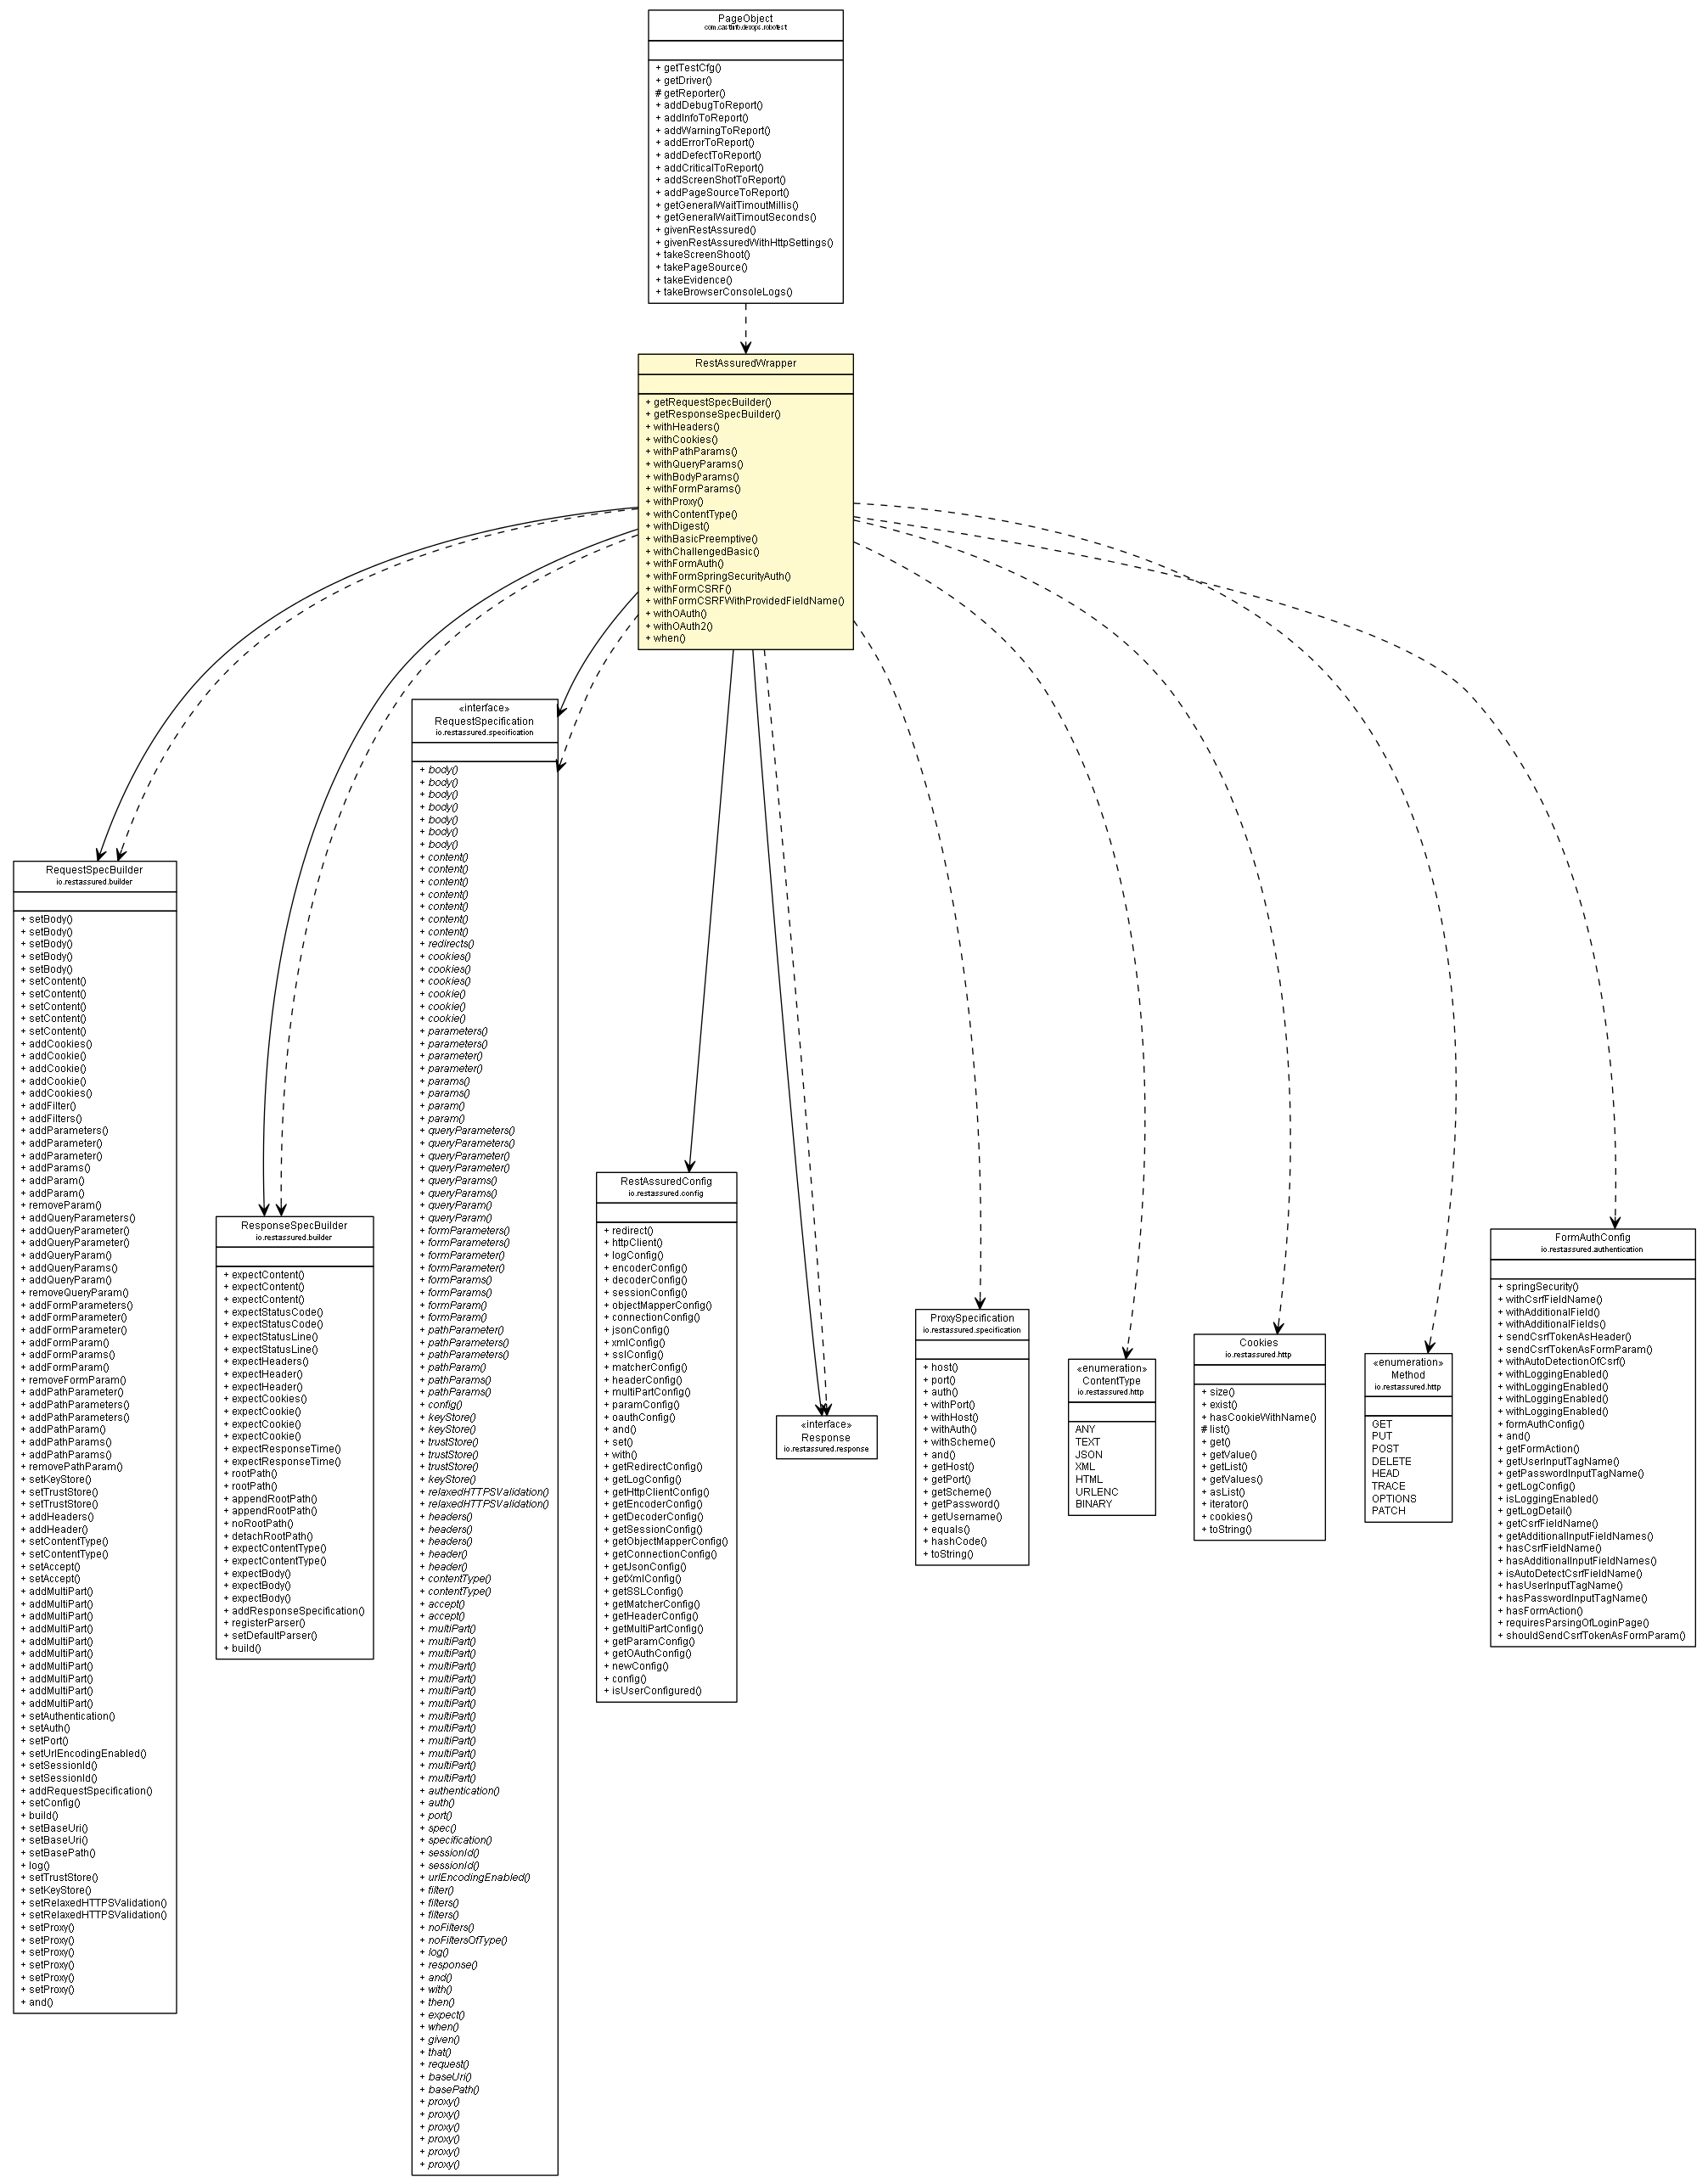 PageObject
com.castinfo.devops.robotest
+ getTestCfg()
+ getDriver()
# getReporter()
+ addDebugToReport()
+ addInfoToReport()
+ addWarningToReport()
+ addErrorToReport()
+ addDefectToReport()
+ addCriticalToReport()
+ addScreenShotToReport()
+ addPageSourceToReport()
+ getGeneralWaitTimoutMillis()
+ getGeneralWaitTimoutSeconds()
+ givenRestAssured()
+ givenRestAssuredWithHttpSettings()
+ takeScreenShoot()
+ takePageSource()
+ takeEvidence()
+ takeBrowserConsoleLogs()
RestAssuredWrapper
+ getRequestSpecBuilder()
+ getResponseSpecBuilder()
+ withHeaders()
+ withCookies()
+ withPathParams()
+ withQueryParams()
+ withBodyParams()
+ withFormParams()
+ withProxy()
+ withContentType()
+ withDigest()
+ withBasicPreemptive()
+ withChallengedBasic()
+ withFormAuth()
+ withFormSpringSecurityAuth()
+ withFormCSRF()
+ withFormCSRFWithProvidedFieldName()
+ withOAuth()
+ withOAuth2()
+ when()
RequestSpecBuilder
io.restassured.builder
+ setBody()
+ setBody()
+ setBody()
+ setBody()
+ setBody()
+ setContent()
+ setContent()
+ setContent()
+ setContent()
+ setContent()
+ addCookies()
+ addCookie()
+ addCookie()
+ addCookie()
+ addCookies()
+ addFilter()
+ addFilters()
+ addParameters()
+ addParameter()
+ addParameter()
+ addParams()
+ addParam()
+ addParam()
+ removeParam()
+ addQueryParameters()
+ addQueryParameter()
+ addQueryParameter()
+ addQueryParam()
+ addQueryParams()
+ addQueryParam()
+ removeQueryParam()
+ addFormParameters()
+ addFormParameter()
+ addFormParameter()
+ addFormParam()
+ addFormParams()
+ addFormParam()
+ removeFormParam()
+ addPathParameter()
+ addPathParameters()
+ addPathParameters()
+ addPathParam()
+ addPathParams()
+ addPathParams()
+ removePathParam()
+ setKeyStore()
+ setTrustStore()
+ setTrustStore()
+ addHeaders()
+ addHeader()
+ setContentType()
+ setContentType()
+ setAccept()
+ setAccept()
+ addMultiPart()
+ addMultiPart()
+ addMultiPart()
+ addMultiPart()
+ addMultiPart()
+ addMultiPart()
+ addMultiPart()
+ addMultiPart()
+ addMultiPart()
+ addMultiPart()
+ setAuthentication()
+ setAuth()
+ setPort()
+ setUrlEncodingEnabled()
+ setSessionId()
+ setSessionId()
+ addRequestSpecification()
+ setConfig()
+ build()
+ setBaseUri()
+ setBaseUri()
+ setBasePath()
+ log()
+ setTrustStore()
+ setKeyStore()
+ setRelaxedHTTPSValidation()
+ setRelaxedHTTPSValidation()
+ setProxy()
+ setProxy()
+ setProxy()
+ setProxy()
+ setProxy()
+ setProxy()
+ and()
ResponseSpecBuilder
io.restassured.builder
+ expectContent()
+ expectContent()
+ expectContent()
+ expectStatusCode()
+ expectStatusCode()
+ expectStatusLine()
+ expectStatusLine()
+ expectHeaders()
+ expectHeader()
+ expectHeader()
+ expectCookies()
+ expectCookie()
+ expectCookie()
+ expectCookie()
+ expectResponseTime()
+ expectResponseTime()
+ rootPath()
+ rootPath()
+ appendRootPath()
+ appendRootPath()
+ noRootPath()
+ detachRootPath()
+ expectContentType()
+ expectContentType()
+ expectBody()
+ expectBody()
+ expectBody()
+ addResponseSpecification()
+ registerParser()
+ setDefaultParser()
+ build()
«interface»
RequestSpecification
io.restassured.specification
+ body()
+ body()
+ body()
+ body()
+ body()
+ body()
+ body()
+ content()
+ content()
+ content()
+ content()
+ content()
+ content()
+ content()
+ redirects()
+ cookies()
+ cookies()
+ cookies()
+ cookie()
+ cookie()
+ cookie()
+ parameters()
+ parameters()
+ parameter()
+ parameter()
+ params()
+ params()
+ param()
+ param()
+ queryParameters()
+ queryParameters()
+ queryParameter()
+ queryParameter()
+ queryParams()
+ queryParams()
+ queryParam()
+ queryParam()
+ formParameters()
+ formParameters()
+ formParameter()
+ formParameter()
+ formParams()
+ formParams()
+ formParam()
+ formParam()
+ pathParameter()
+ pathParameters()
+ pathParameters()
+ pathParam()
+ pathParams()
+ pathParams()
+ config()
+ keyStore()
+ keyStore()
+ trustStore()
+ trustStore()
+ trustStore()
+ keyStore()
+ relaxedHTTPSValidation()
+ relaxedHTTPSValidation()
+ headers()
+ headers()
+ headers()
+ header()
+ header()
+ contentType()
+ contentType()
+ accept()
+ accept()
+ multiPart()
+ multiPart()
+ multiPart()
+ multiPart()
+ multiPart()
+ multiPart()
+ multiPart()
+ multiPart()
+ multiPart()
+ multiPart()
+ multiPart()
+ multiPart()
+ multiPart()
+ authentication()
+ auth()
+ port()
+ spec()
+ specification()
+ sessionId()
+ sessionId()
+ urlEncodingEnabled()
+ filter()
+ filters()
+ filters()
+ noFilters()
+ noFiltersOfType()
+ log()
+ response()
+ and()
+ with()
+ then()
+ expect()
+ when()
+ given()
+ that()
+ request()
+ baseUri()
+ basePath()
+ proxy()
+ proxy()
+ proxy()
+ proxy()
+ proxy()
+ proxy()
RestAssuredConfig
io.restassured.config
+ redirect()
+ httpClient()
+ logConfig()
+ encoderConfig()
+ decoderConfig()
+ sessionConfig()
+ objectMapperConfig()
+ connectionConfig()
+ jsonConfig()
+ xmlConfig()
+ sslConfig()
+ matcherConfig()
+ headerConfig()
+ multiPartConfig()
+ paramConfig()
+ oauthConfig()
+ and()
+ set()
+ with()
+ getRedirectConfig()
+ getLogConfig()
+ getHttpClientConfig()
+ getEncoderConfig()
+ getDecoderConfig()
+ getSessionConfig()
+ getObjectMapperConfig()
+ getConnectionConfig()
+ getJsonConfig()
+ getXmlConfig()
+ getSSLConfig()
+ getMatcherConfig()
+ getHeaderConfig()
+ getMultiPartConfig()
+ getParamConfig()
+ getOAuthConfig()
+ newConfig()
+ config()
+ isUserConfigured()
«interface»
Response
io.restassured.response
ProxySpecification
io.restassured.specification
+ host()
+ port()
+ auth()
+ withPort()
+ withHost()
+ withAuth()
+ withScheme()
+ and()
+ getHost()
+ getPort()
+ getScheme()
+ getPassword()
+ getUsername()
+ equals()
+ hashCode()
+ toString()
«enumeration»
ContentType
io.restassured.http
ANY
TEXT
JSON
XML
HTML
URLENC
BINARY
Cookies
io.restassured.http
+ size()
+ exist()
+ hasCookieWithName()
# list()
+ get()
+ getValue()
+ getList()
+ getValues()
+ asList()
+ iterator()
+ cookies()
+ toString()
«enumeration»
Method
io.restassured.http
GET
PUT
POST
DELETE
HEAD
TRACE
OPTIONS
PATCH
FormAuthConfig
io.restassured.authentication
+ springSecurity()
+ withCsrfFieldName()
+ withAdditionalField()
+ withAdditionalFields()
+ sendCsrfTokenAsHeader()
+ sendCsrfTokenAsFormParam()
+ withAutoDetectionOfCsrf()
+ withLoggingEnabled()
+ withLoggingEnabled()
+ withLoggingEnabled()
+ withLoggingEnabled()
+ formAuthConfig()
+ and()
+ getFormAction()
+ getUserInputTagName()
+ getPasswordInputTagName()
+ getLogConfig()
+ isLoggingEnabled()
+ getLogDetail()
+ getCsrfFieldName()
+ getAdditionalInputFieldNames()
+ hasCsrfFieldName()
+ hasAdditionalInputFieldNames()
+ isAutoDetectCsrfFieldName()
+ hasUserInputTagName()
+ hasPasswordInputTagName()
+ hasFormAction()
+ requiresParsingOfLoginPage()
+ shouldSendCsrfTokenAsFormParam()